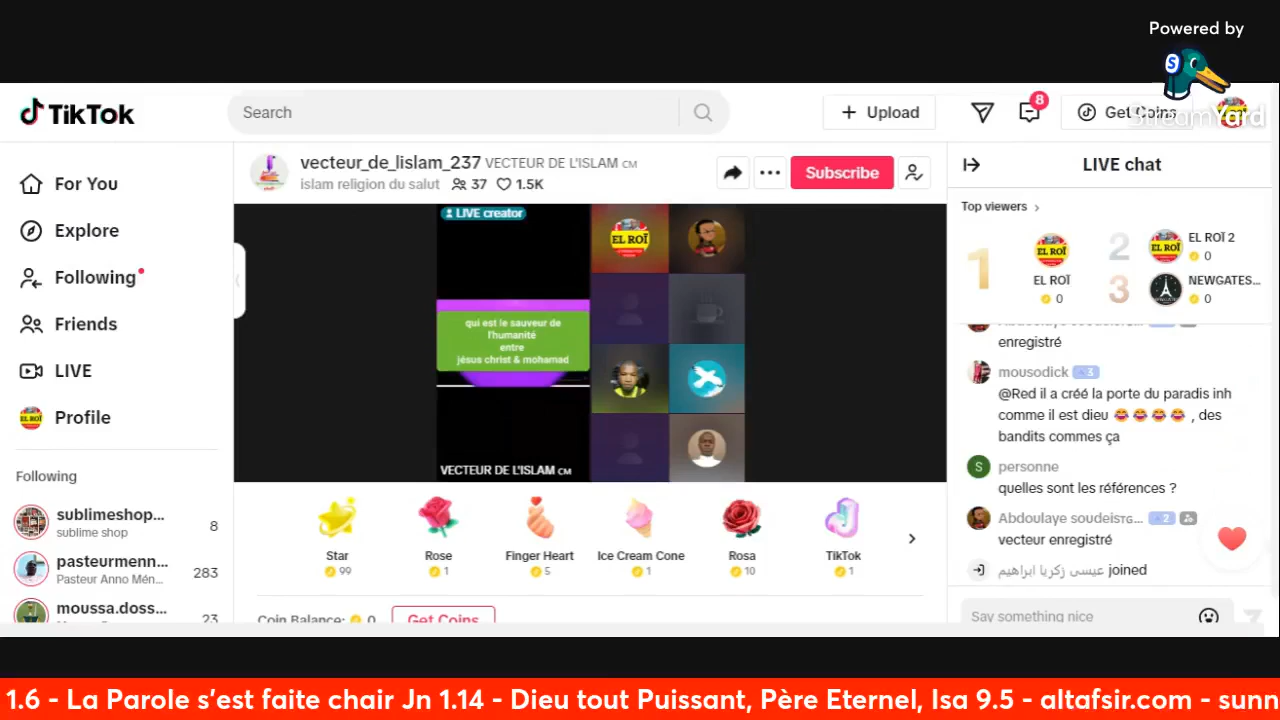 Powered by
StreamYard
TikTok
Search
Upload
8
Get Coins
For You
Explore
Following
Friends
LIVE
Profile
Following
sublimeshop...
sublime shop
8
pasteurmenn...
Pasteur Anno Mén...
283
moussa.doss...
23
vecteur_de_lislam_237 VECTEUR DE L'ISLAM CM
islam religion du salut 37 1.5K
Subscribe
LIVE creator
qui est le sauveur de
l'humanité
entre
jésus christ & mohamad
VECTEUR DE L'ISLAM CM
EL ROÏ
Star
99
Rose
1
Finger Heart
5
Ice Cream Cone
1
Rosa
10
TikTok
1
Coin Balance: 0
Get Coins
LIVE chat
Top viewers
1
EL ROÏ
EL ROÏ
0
2
EL ROÏ
EL ROÏ 2
0
3
NEWGATES...
0
enregistré
mousodick 3
@Red il a créé la porte du paradis inh
comme il est dieu 😂 😂 😂 😂 , des
bandits commes ça
S personne
quelles sont les références ?
Abdoulaye soudeisTG... 2
vecteur enregistré
عيسى زكريا ابراهيم joined
Say something nice
1.6 - La Parole s'est faite chair Jn 1.14 - Dieu tout Puissant, Père Eternel, Isa 9.5 - altafsir.com - sunn